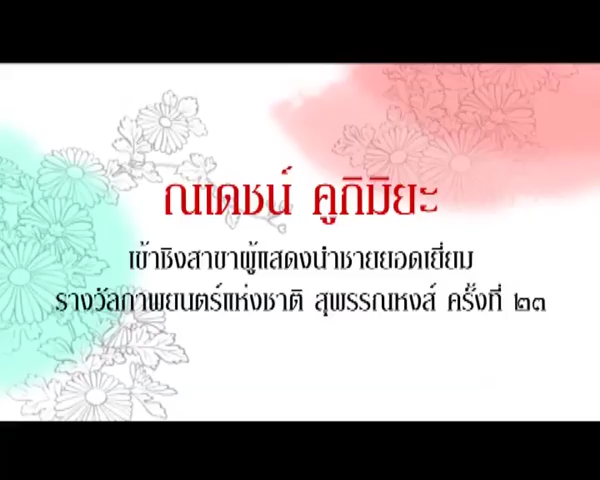 ณเดชน์ คูกิมิยะ
เข้าชิงสาขาผู้แสดงนำชายยอดเยี่ยม
รางวัลภาพยนตร์แห่งชาติ สุพรรณหงส์ ครั้งที่ ๒๓